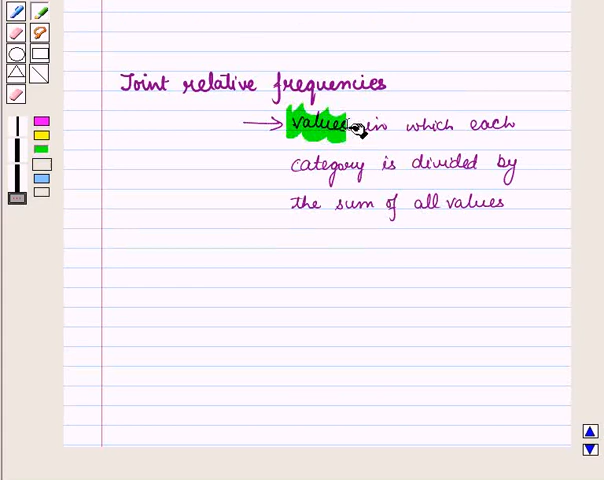 Joint relative frequencies
values in which each
category is divided by
the sum of all values